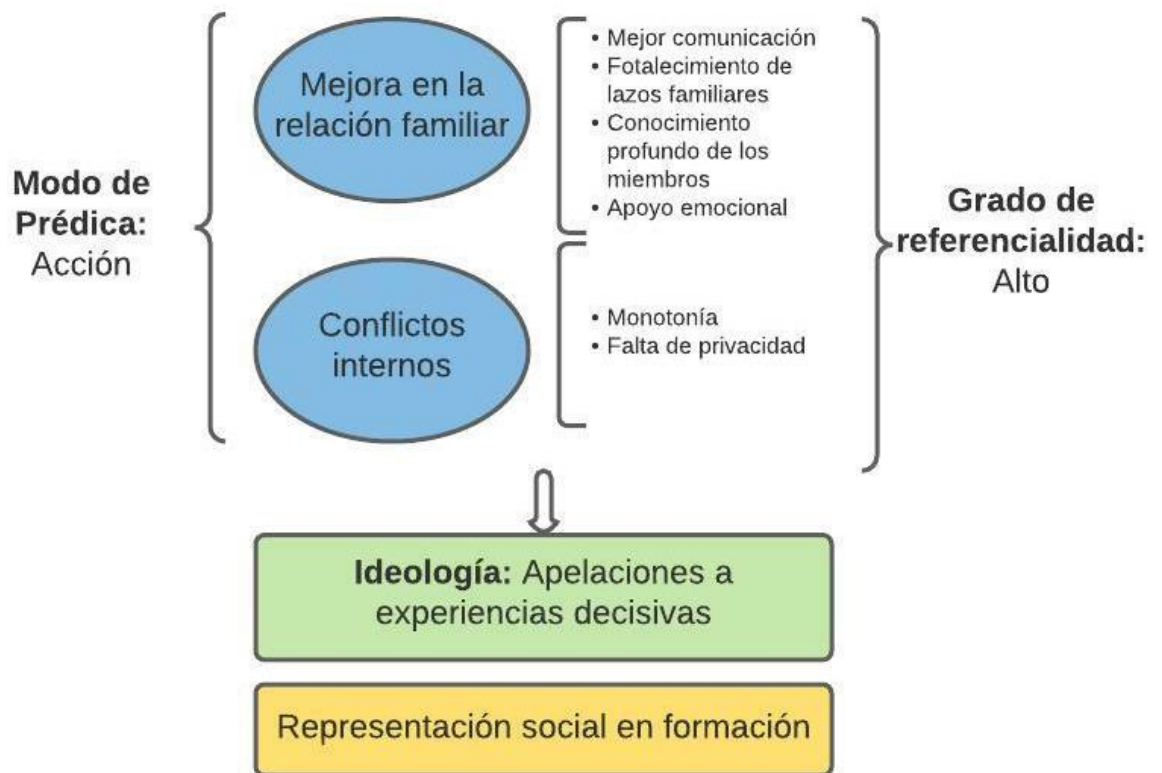 Modo de
Prédica:
Acción
Mejora en la
relación familiar
• Mejor comunicación
• Fotalecimiento de
lazos familiares
• Conocimiento
profundo de los
miembros
• Apoyo emocional
Conflictos
internos
• Monotonía
• Falta de privacidad
Grado de
referencialidad:
Alto
Ideología: Apelaciones a
experiencias decisivas
Representación social en formación